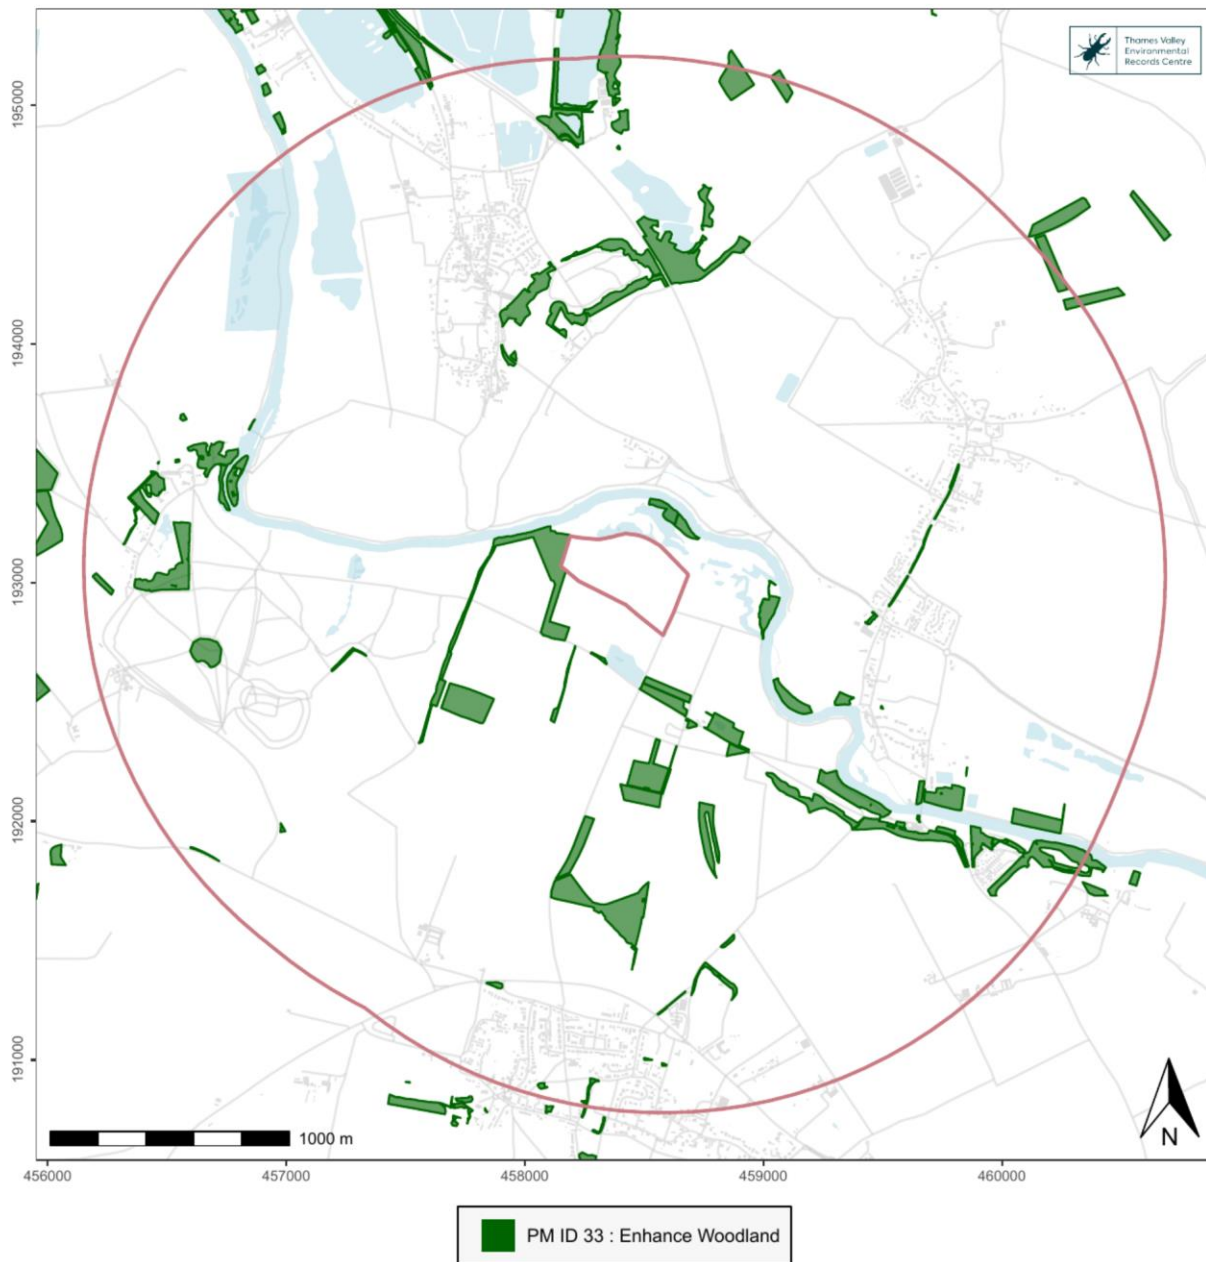 Thames Valley
Environmental
Records Centre
195000
194000
193000
192000
191000
1000 m
N
456000
457000
458000
459000
460000
PM ID 33 : Enhance Woodland